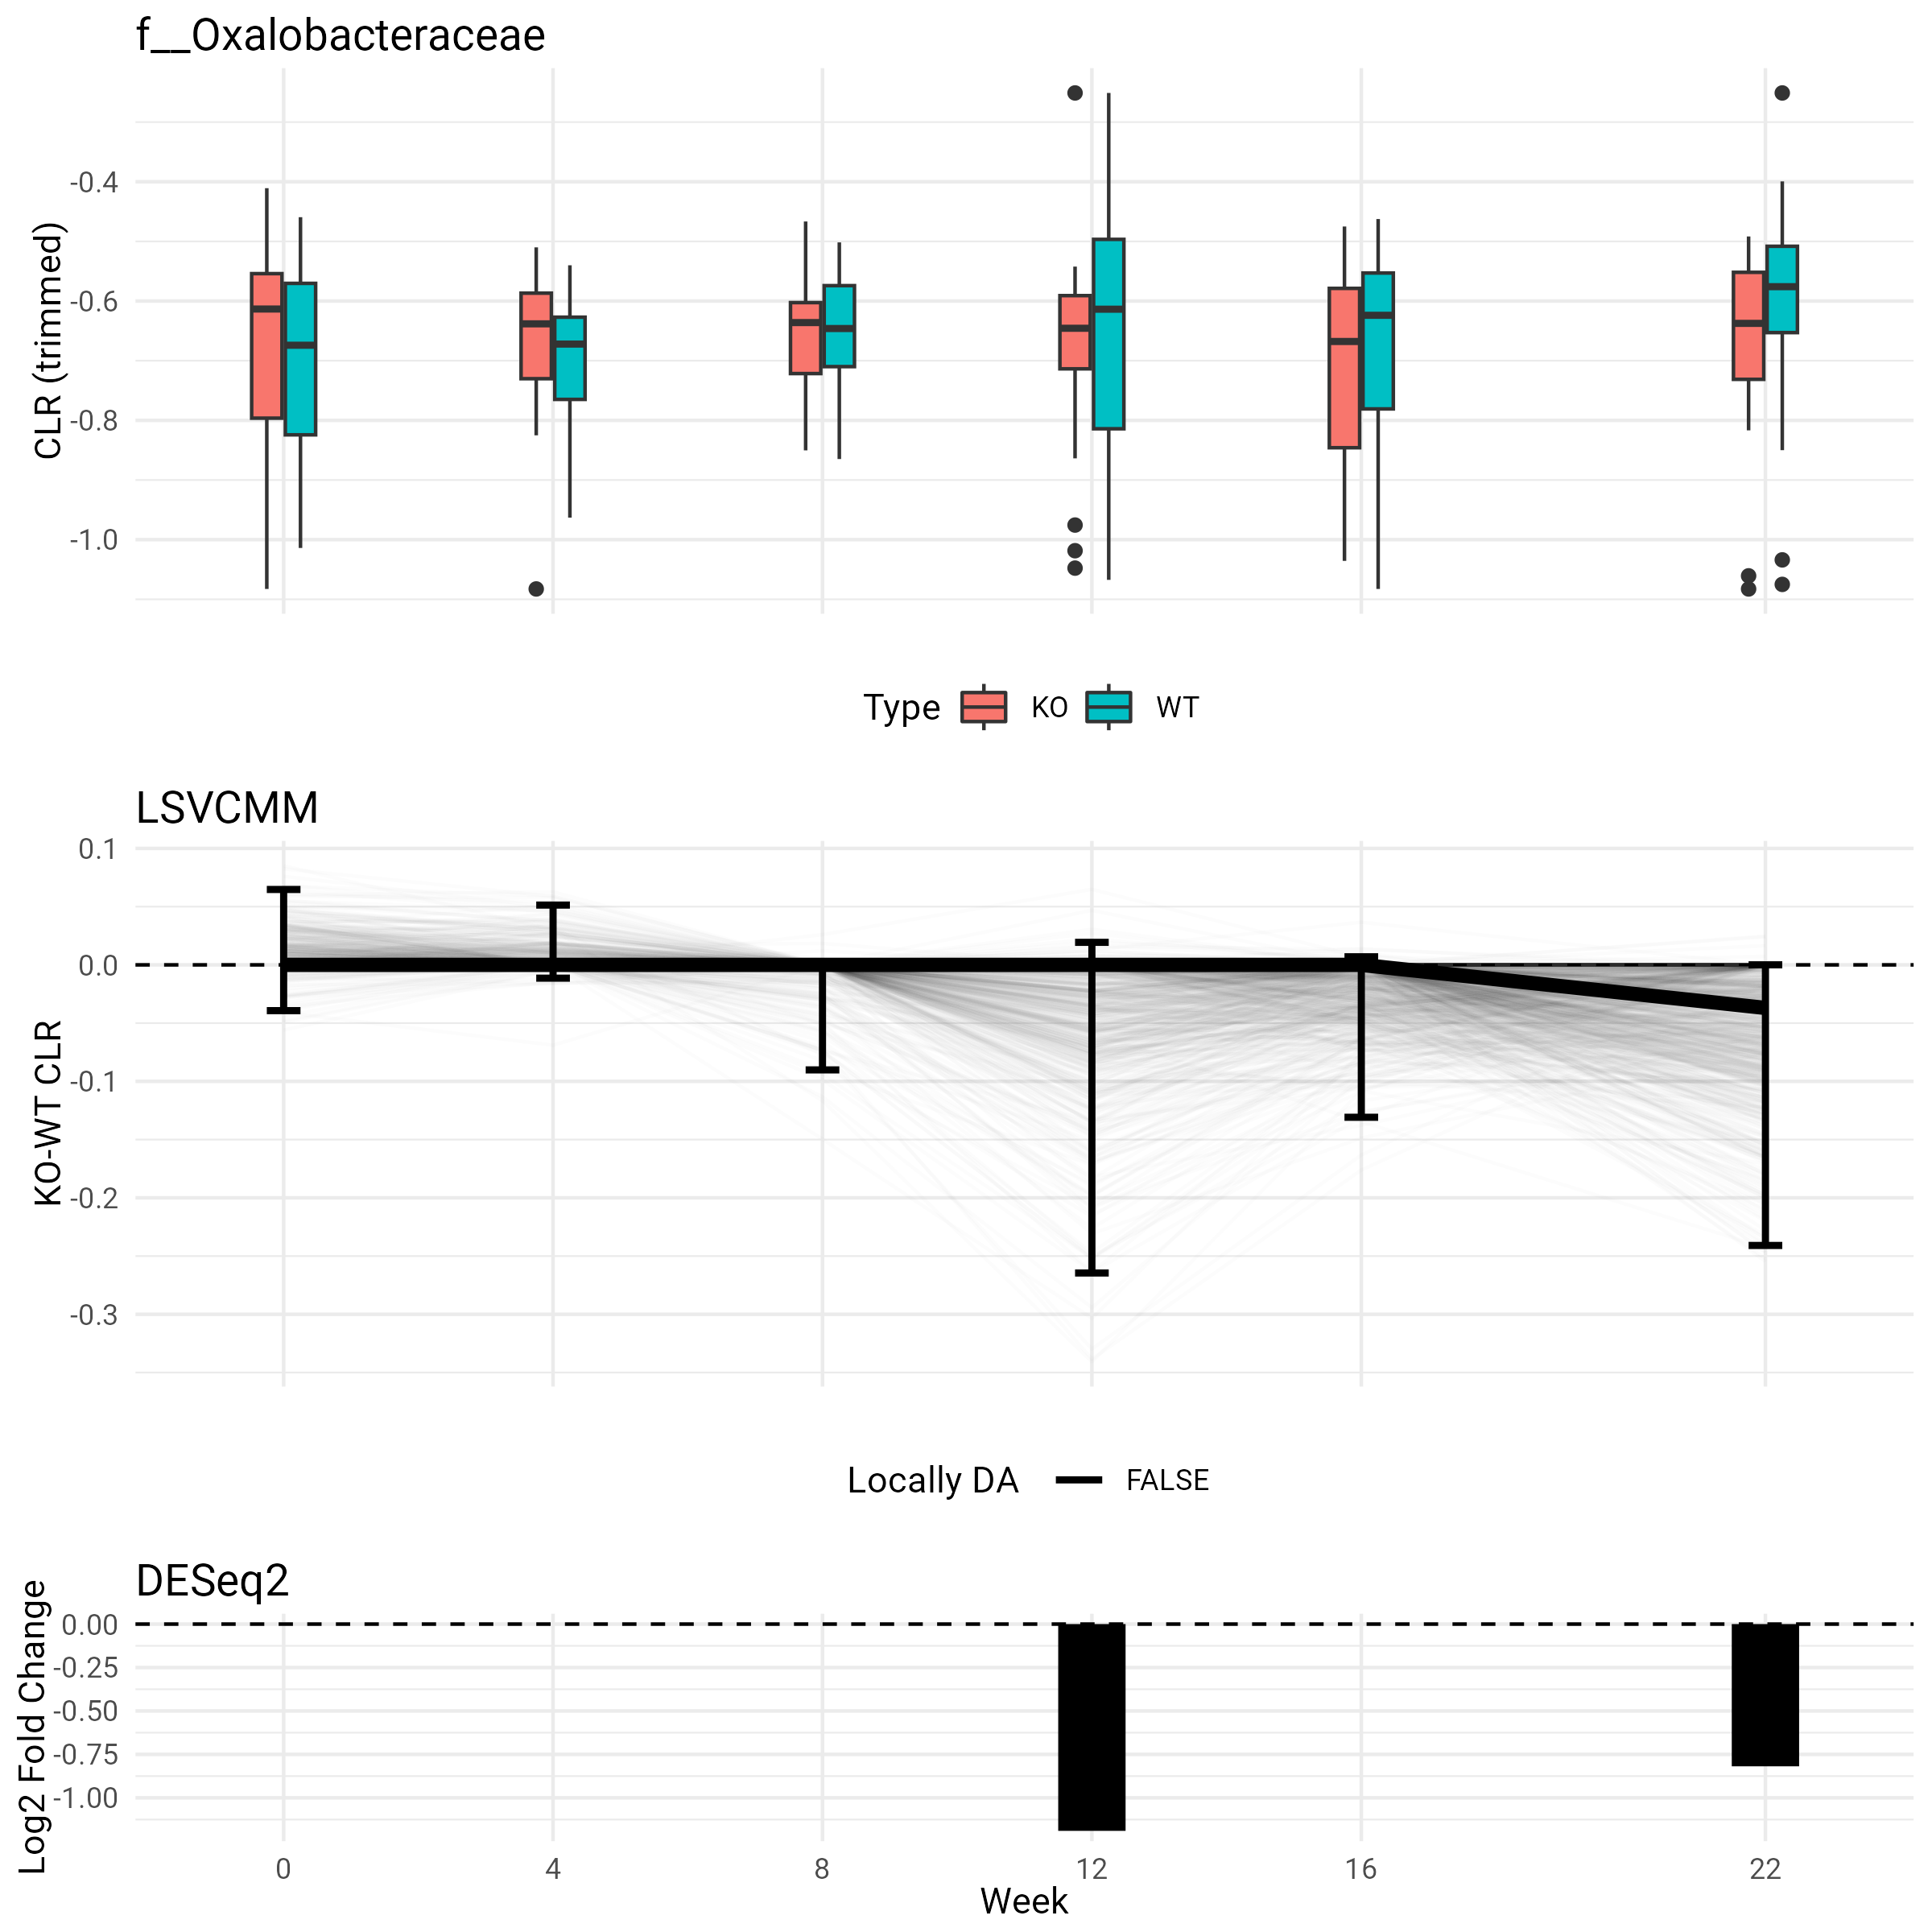 f__Oxalobacteraceae
CLR (trimmed)
-0.4
-0.6
-0.8
-1.0
Type KO WT
LSVCMM
KO-WT CLR
0.1
0.0
-0.1
-0.2
-0.3
Locally DA FALSE
DESeq2
Log2 Fold Change
0.00
-0.25
-0.50
-0.75
-1.00
0 4 8 12 16 22
Week